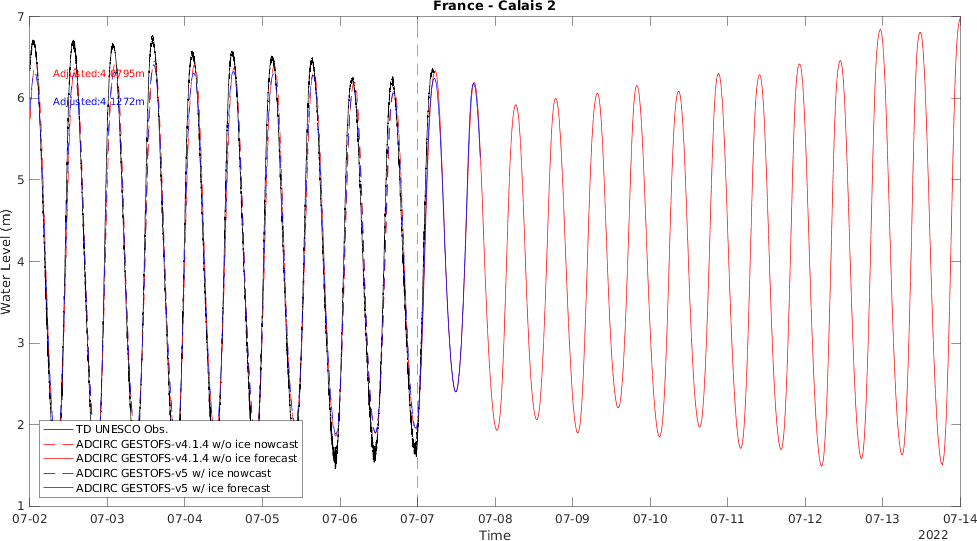 France - Calais 2
7
Adjusted:4.0795m
6
Adjusted:4.1272m
5
Water Level (m)
4
3
2
TD UNESCO Obs.
ADCIRC GESTOFS-v4.1.4 w/o ice nowcast
ADCIRC GESTOFS-v4.1.4 w/o ice forecast
ADCIRC GESTOFS-v5 w/ ice nowcast
ADCIRC GESTOFS-v5 w/ ice forecast
1
07-02 07-03 07-04 07-05 07-06 07-07 07-08 07-09 07-10 07-11 07-12 07-13 07-14
Time
2022